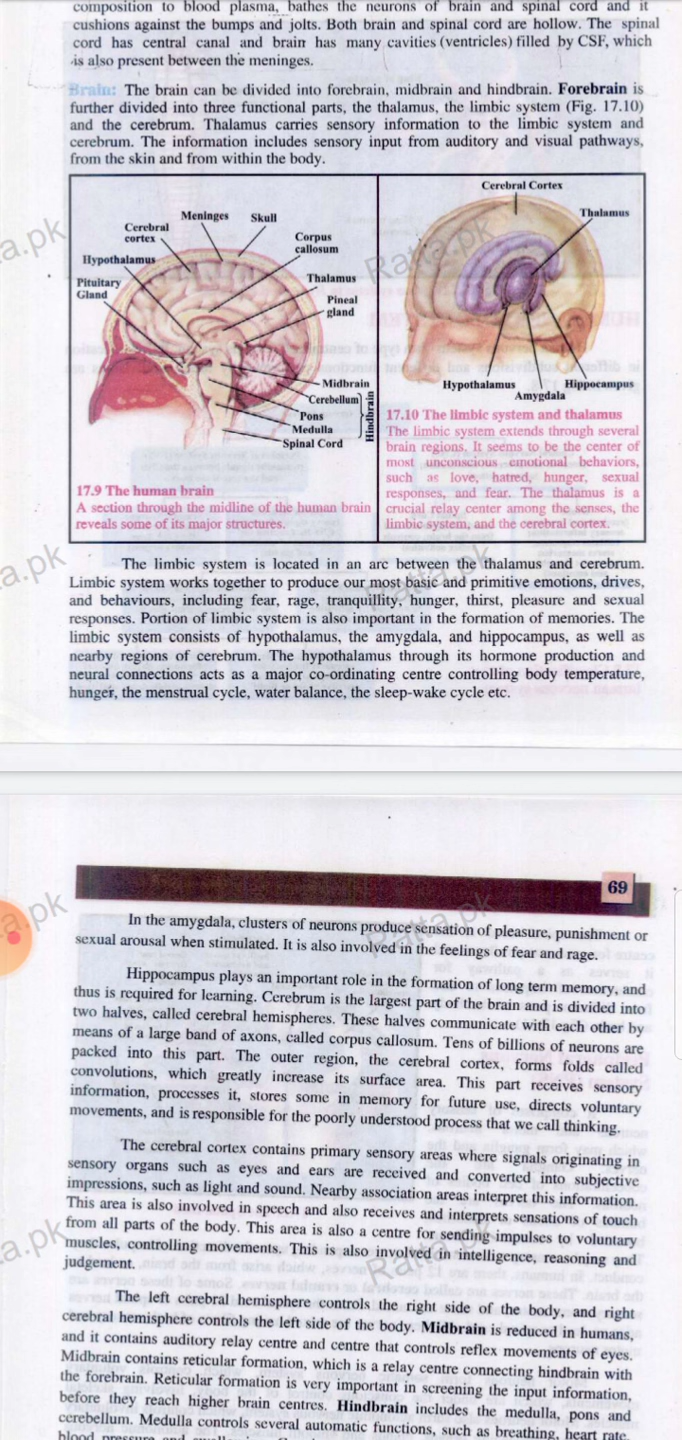 composition to blood plasma, bathes the neurons of brain and spinal cord and it
cushions against the bumps and jolts. Both brain and spinal cord are hollow. The spinal
cord has central canal and brain has many cavities (ventricles) filled by CSF, which
is also present between the meninges.
Brain: The brain can be divided into forebrain, midbrain and hindbrain. Forebrain is
further divided into three functional parts, the thalamus, the limbic system (Fig. 17.10)
and the cerebrum. Thalamus carries sensory information to the limbic system and
cerebrum. The information includes sensory input from auditory and visual pathways,
from the skin and from within the body.
Meninges
Skull
Cerebral
cortex
Corpus
callosum
Hypothalamus
Pituitary
Gland
Thalamus
Pineal
gland
Midbrain
Cerebellum
Pons
Medulla
Hindbrain
Spinal Cord
17.9 The human brain
A section through the midline of the human brain
reveals some of its major structures.
Cerebral Cortex
Thalamus
Hypothalamus
Amygdala
Hippocampus
17.10 The limbic system and thalamus
The limbic system extends through several
brain regions. It seems to be the center of
most unconscious emotional behaviors,
such as love, hatred, hunger, sexual
responses, and fear. The thalamus is a
crucial relay center among the senses, the
limbic system, and the cerebral cortex.
The limbic system is located in an arc between the thalamus and cerebrum.
Limbic system works together to produce our most basic and primitive emotions, drives,
and behaviours, including fear, rage, tranquillity, hunger, thirst, pleasure and sexual
responses. Portion of limbic system is also important in the formation of memories. The
limbic system consists of hypothalamus, the amygdala, and hippocampus, as well as
nearby regions of cerebrum. The hypothalamus through its hormone production and
neural connections acts as a major co-ordinating centre controlling body temperature,
hunger, the menstrual cycle, water balance, the sleep-wake cycle etc.
69
In the amygdala, clusters of neurons produce sensation of pleasure, punishment or
sexual arousal when stimulated. It is also involved in the feelings of fear and rage.
Hippocampus plays an important role in the formation of long term memory, and
thus is required for learning. Cerebrum is the largest part of the brain and is divided into
two halves, called cerebral hemispheres. These halves communicate with each other by
means of a large band of axons, called corpus callosum. Tens of billions of neurons are
packed into this part. The outer region, the cerebral cortex, forms folds called
convolutions, which greatly increase its surface area. This part receives sensory
information, processes it, stores some in memory for future use, directs voluntary
movements, and is responsible for the poorly understood process that we call thinking.
The cerebral cortex contains primary sensory areas where signals originating in
sensory organs such as eyes and ears are received and converted into subjective
impressions, such as light and sound. Nearby association areas interpret this information.
This area is also involved in speech and also receives and interprets sensations of touch
from all parts of the body. This area is also a centre for sending impulses to voluntary
muscles, controlling movements. This is also involved in intelligence, reasoning and
judgement.
The left cerebral hemisphere controls the right side of the body, and right
cerebral hemisphere controls the left side of the body. Midbrain is reduced in humans,
and it contains auditory relay centre and centre that controls reflex movements of eyes.
Midbrain contains reticular formation, which is a relay centre connecting hindbrain with
the forebrain. Reticular formation is very important in screening the input information,
before they reach higher brain centres. Hindbrain includes the medulla, pons and
cerebellum. Medulla controls several automatic functions, such as breathing, heart rate,
blood pressure and
Ratta.pk
Ratta.pk
Ratta.pk
Ratta.pk
a.pk
a.pk
a.pk
a.pk